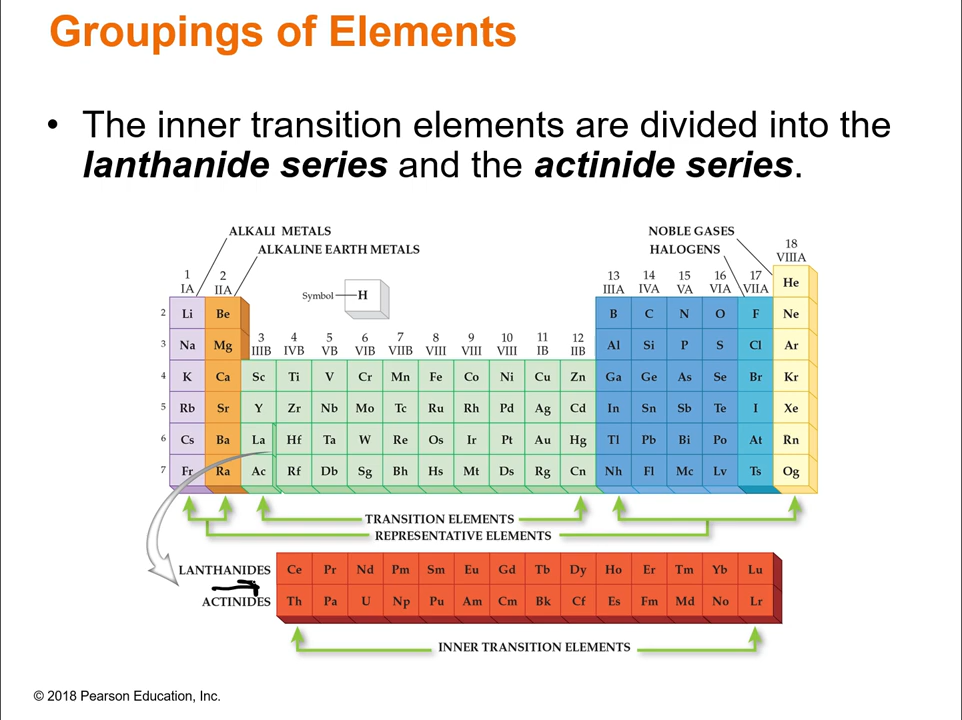 Groupings of Elements
• The inner transition elements are divided into the
lanthanide series and the actinide series.
ALKALI METALS
ALKALINE EARTH METALS
NOBLE GASES
HALOGENS
18
VIIIA
1
IA
2
IIA
Symbol H
13 14 15 16 17
IIIA IVA VA VIA VIIA
He
2 Li Be B C N O F Ne
3 Na Mg Al Si P S Cl Ar
3 4 5 6 7 8 9 10 11 12
IIIB IVB VB VIB VIIB VIII VIII VIII IB IIB
4 K Ca Sc Ti V Cr Mn Fe Co Ni Cu Zn Ga Ge As Se Br Kr
5 Rb Sr Y Zr Nb Mo Tc Ru Rh Pd Ag Cd In Sn Sb Te I Xe
6 Cs Ba La Hf Ta W Re Os Ir Pt Au Hg Tl Pb Bi Po At Rn
7 Fr Ra Ac Rf Db Sg Bh Hs Mt Ds Rg Cn Nh Fl Mc Lv Ts Og
TRANSITION ELEMENTS
REPRESENTATIVE ELEMENTS
LANTHANIDES Ce Pr Nd Pm Sm Eu Gd Tb Dy Ho Er Tm Yb Lu
ACTINIDES Th Pa U Np Pu Am Cm Bk Cf Es Fm Md No Lr
INNER TRANSITION ELEMENTS
© 2018 Pearson Education, Inc.